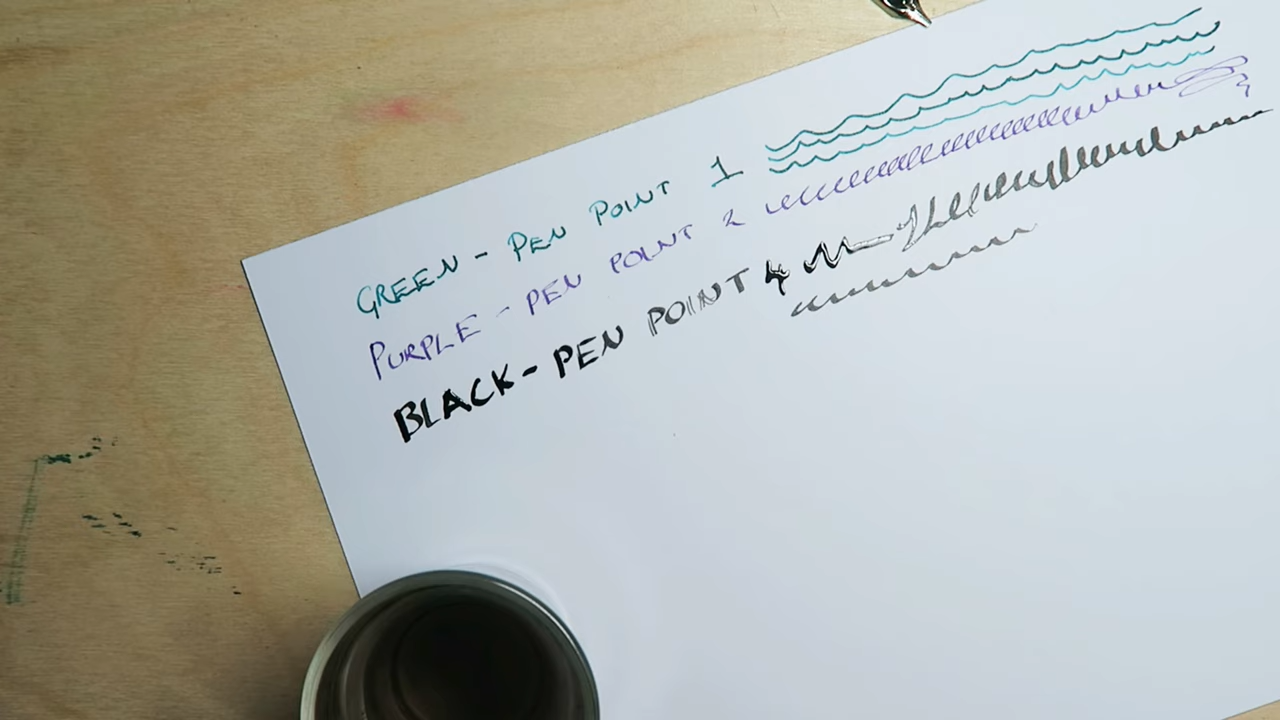 GREEN - PEN POINT 1
PURPLE - PEN POINT 2
BLACK - PEN POINT 4